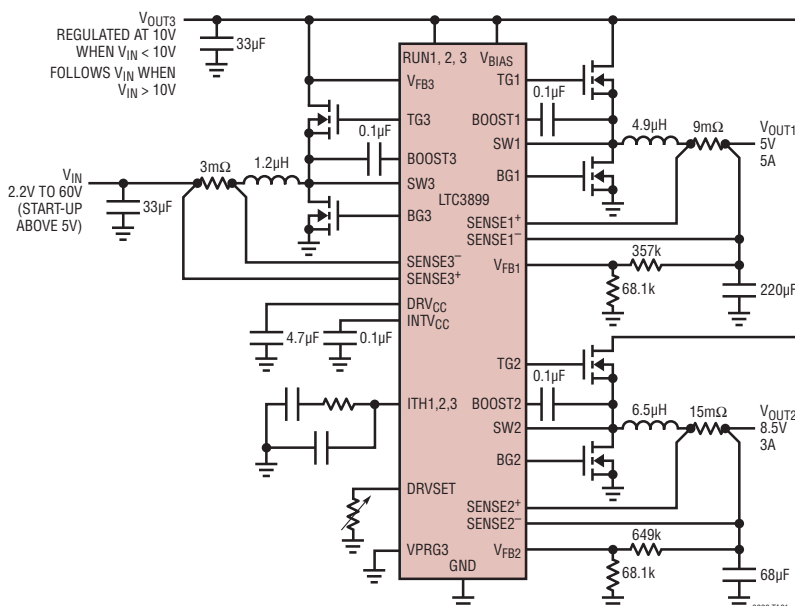 VOUT3
REGULATED AT 10V
WHEN VIN < 10V
FOLLOWS VIN WHEN
VIN > 10V
33µF
VIN
2.2V TO 60V
(START-UP
ABOVE 5V)
33µF
3mΩ
1.2µH
0.1µF
4.7µF
0.1µF
RUN1, 2, 3
VBIAS
VFB3
TG3
BOOST3
SW3
LTC3899
BG3
SENSE3−
SENSE3+
DRVCC
INTVCC
ITH1,2,3
DRVSET
VPRG3
GND
TG1
0.1µF
BOOST1
SW1
4.9µH
9mΩ
VOUT1
5V
5A
BG1
SENSE1+
SENSE1−
VFB1
357k
68.1k
220µF
TG2
0.1µF
BOOST2
SW2
6.5µH
15mΩ
VOUT2
8.5V
3A
BG2
SENSE2+
SENSE2−
VFB2
649k
68.1k
68µF